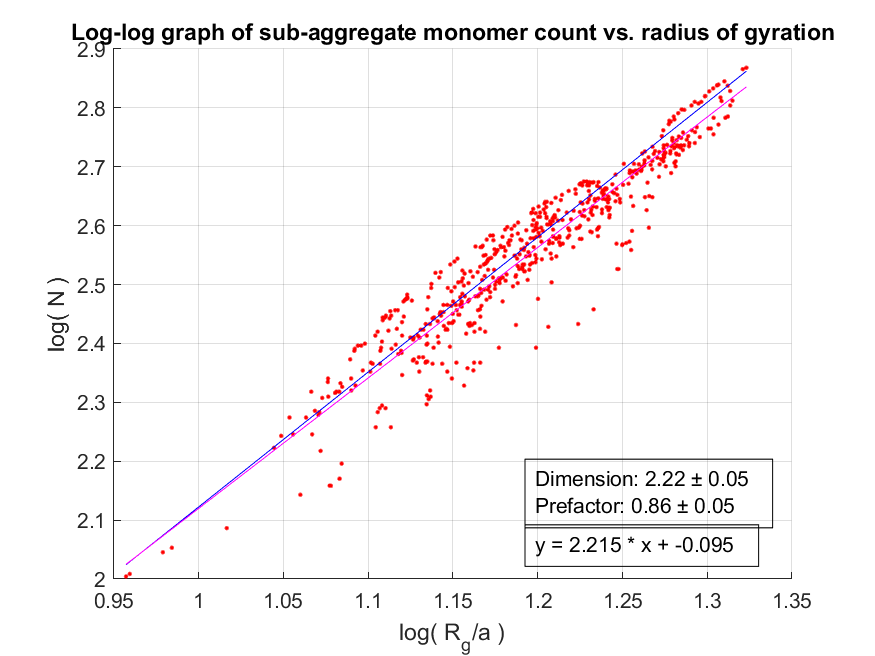 Log-log graph of sub-aggregate monomer count vs. radius of gyration
2.9
2.8
2.7
2.6
2.5
2.4
2.3
2.2
2.1
2
log( N )
Dimension: 2.22 ± 0.05
Prefactor: 0.86 ± 0.05
y = 2.215 * x + -0.095
0.95 1 1.05 1.1 1.15 1.2 1.25 1.3 1.35
log( R_g/a )